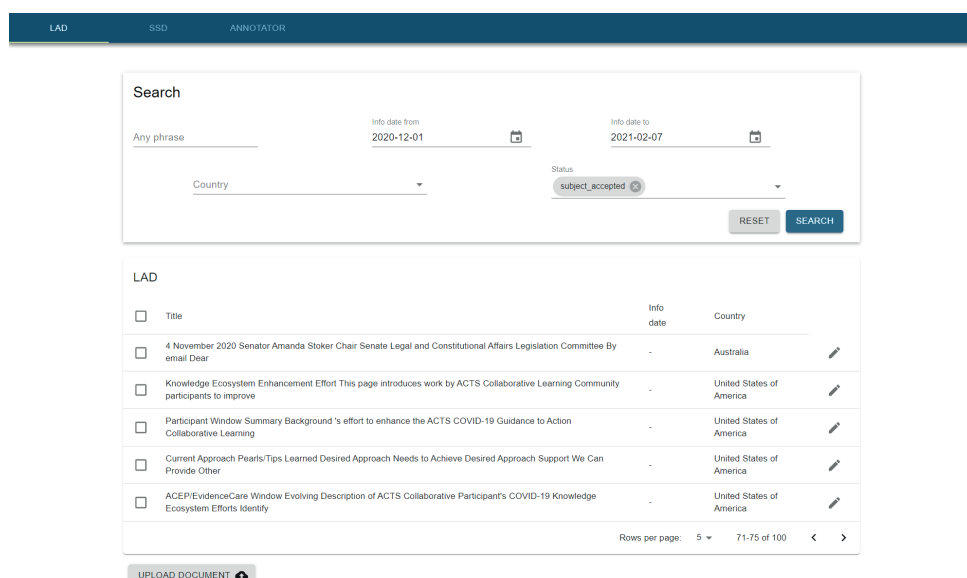 LAD SSD ANNOTATOR
Search
Info date from Info date to
Any phrase 2020-12-01 2021-02-07
Status
Country subject_accepted
RESET SEARCH
LAD
Title Info date Country
4 November 2020 Senator Amanda Stoker Chair Senate Legal and Constitutional Affairs Legislation Committee By
email Dear - Australia
Knowledge Ecosystem Enhancement Effort This page introduces work by ACTS Collaborative Learning Community
participants to improve - United States of
America
Participant Window Summary Background 's effort to enhance the ACTS COVID-19 Guidance to Action
Collaborative Learning - United States of
America
Current Approach Pearls/Tips Learned Desired Approach Needs to Achieve Desired Approach Support We Can
Provide Other - United States of
America
ACEP/EvidenceCare Window Evolving Description of ACTS Collaborative Participant's COVID-19 Knowledge
Ecosystem Efforts Identify - United States of
America
Rows per page: 5 71-75 of 100
UPLOAD DOCUMENT